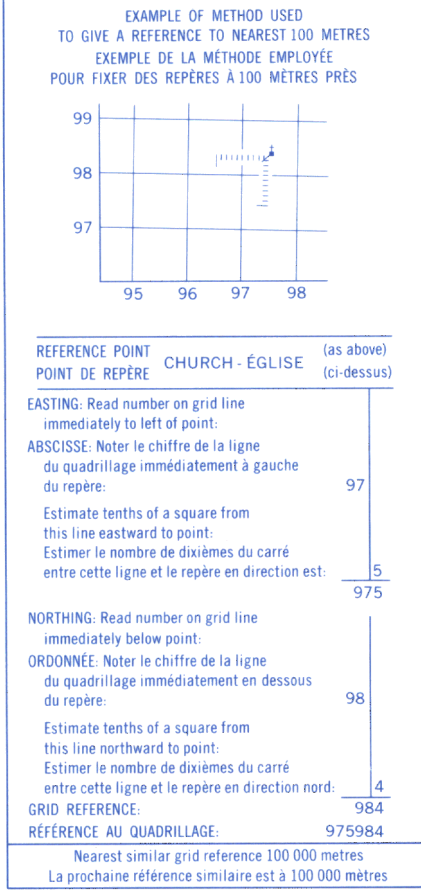 EXAMPLE OF METHOD USED
TO GIVE A REFERENCE TO NEAREST 100 METRES
EXEMPLE DE LA MÉTHODE EMPLOYÉE
POUR FIXER DES REPÈRES À 100 MÈTRES PRÈS
99
98
97
95 96 97 98
REFERENCE POINT
POINT DE REPÈRE
CHURCH - ÉGLISE
(as above)
(ci-dessus)
EASTING: Read number on grid line
immediately to left of point:
ABSCISSE: Noter le chiffre de la ligne
du quadrillage immédiatement à gauche
du repère: 97
Estimate tenths of a square from
this line eastward to point:
Estimer le nombre de dixièmes du carré
entre cette ligne et le repère en direction est: 5
975
NORTHING: Read number on grid line
immediately below point:
ORDONNÉE: Noter le chiffre de la ligne
du quadrillage immédiatement en dessous
du repère: 98
Estimate tenths of a square from
this line northward to point:
Estimer le nombre de dixièmes du carré
entre cette ligne et le repère en direction nord: 4
GRID REFERENCE: 984
RÉFÉRENCE AU QUADRILLAGE: 975984
Nearest similar grid reference 100 000 metres
La prochaine référence similaire est à 100 000 mètres